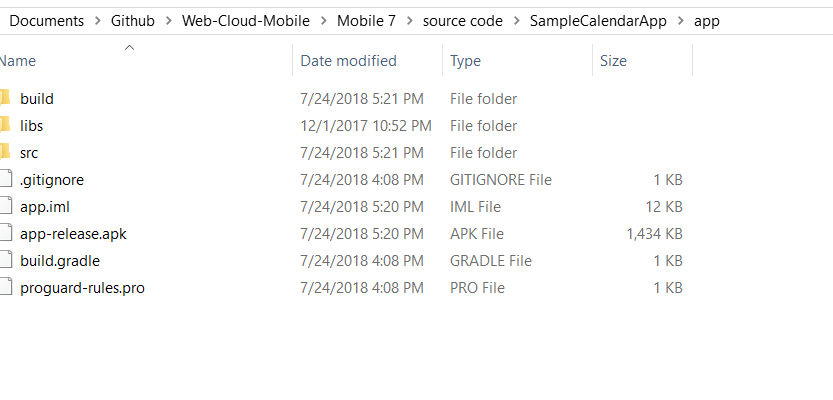 Documents > Github > Web-Cloud-Mobile > Mobile 7 > source code > SampleCalendarApp > app
Name Date modified Type Size
build 7/24/2018 5:21 PM File folder
libs 12/1/2017 10:52 PM File folder
src 7/24/2018 5:21 PM File folder
.gitignore 7/24/2018 4:08 PM GITIGNORE File 1 KB
app.iml 7/24/2018 5:20 PM IML File 12 KB
app-release.apk 7/24/2018 5:20 PM APK File 1,434 KB
build.gradle 7/24/2018 4:08 PM GRADLE File 1 KB
proguard-rules.pro 7/24/2018 4:08 PM PRO File 1 KB